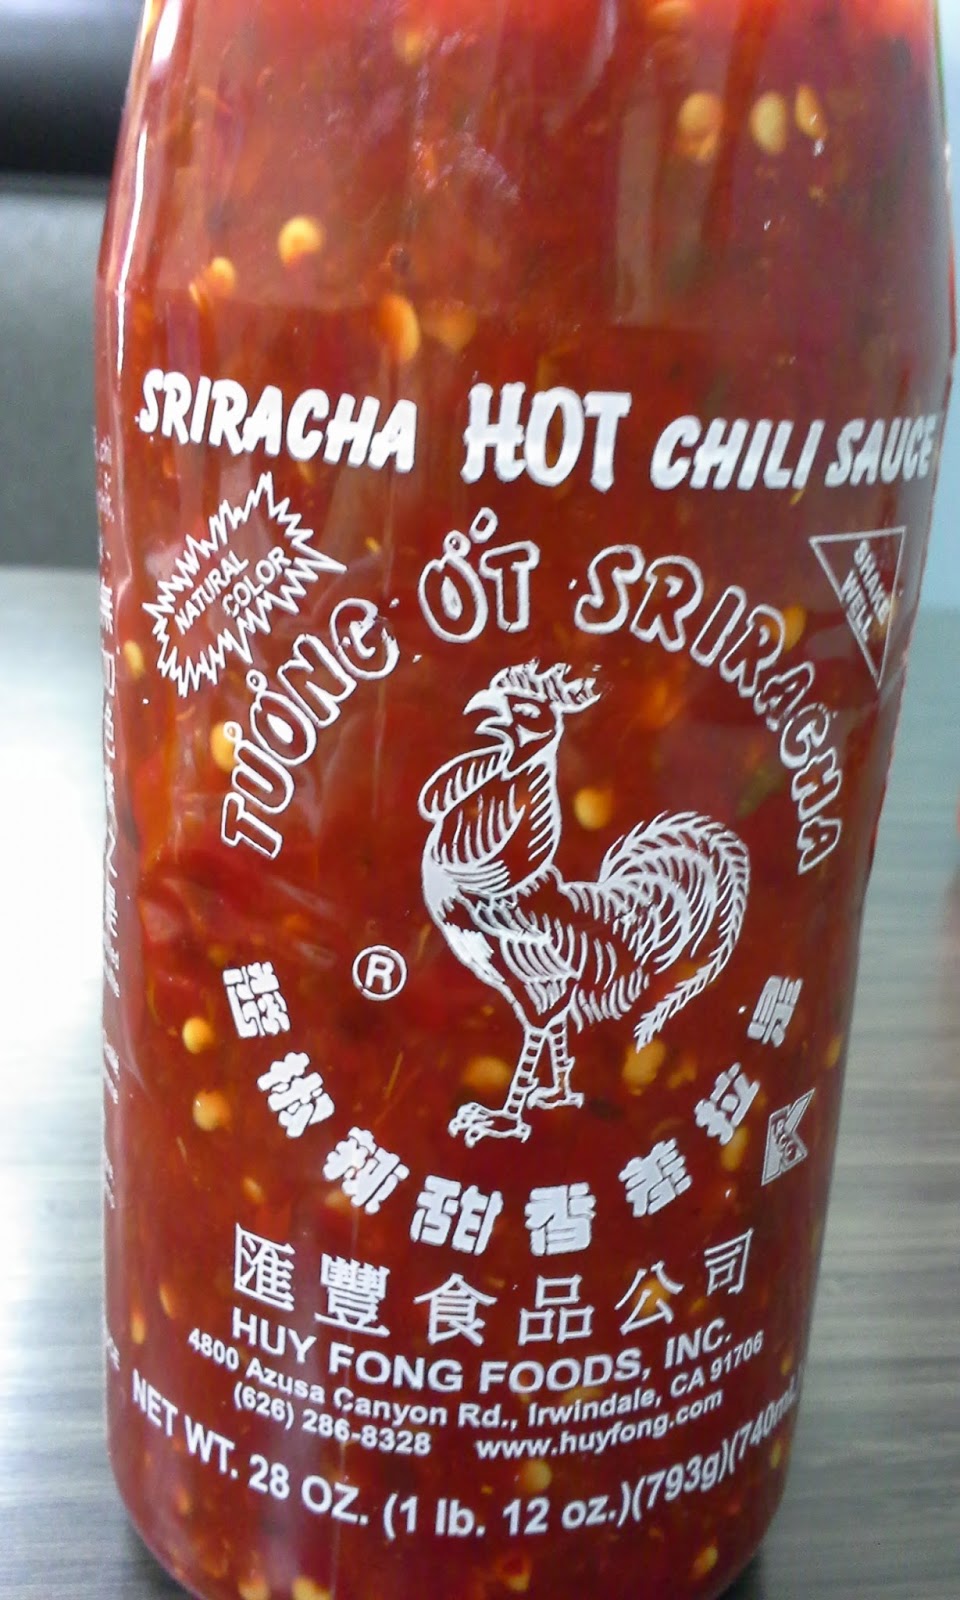 SRIRACHA HOT CHILI SAUCE
NATURAL
COLOR
SHAKE
WELL
TƯƠNG ỚT SRIRACHA
®
是拉差香甜辣椒醬
匯豐食品公司
HUY FONG FOODS, INC.
4800 Azusa Canyon Rd., Irwindale, CA 91706
(626) 286-8328 www.huyfong.com
NET WT. 28 OZ. (1 lb. 12 oz.)(793g)(740mL